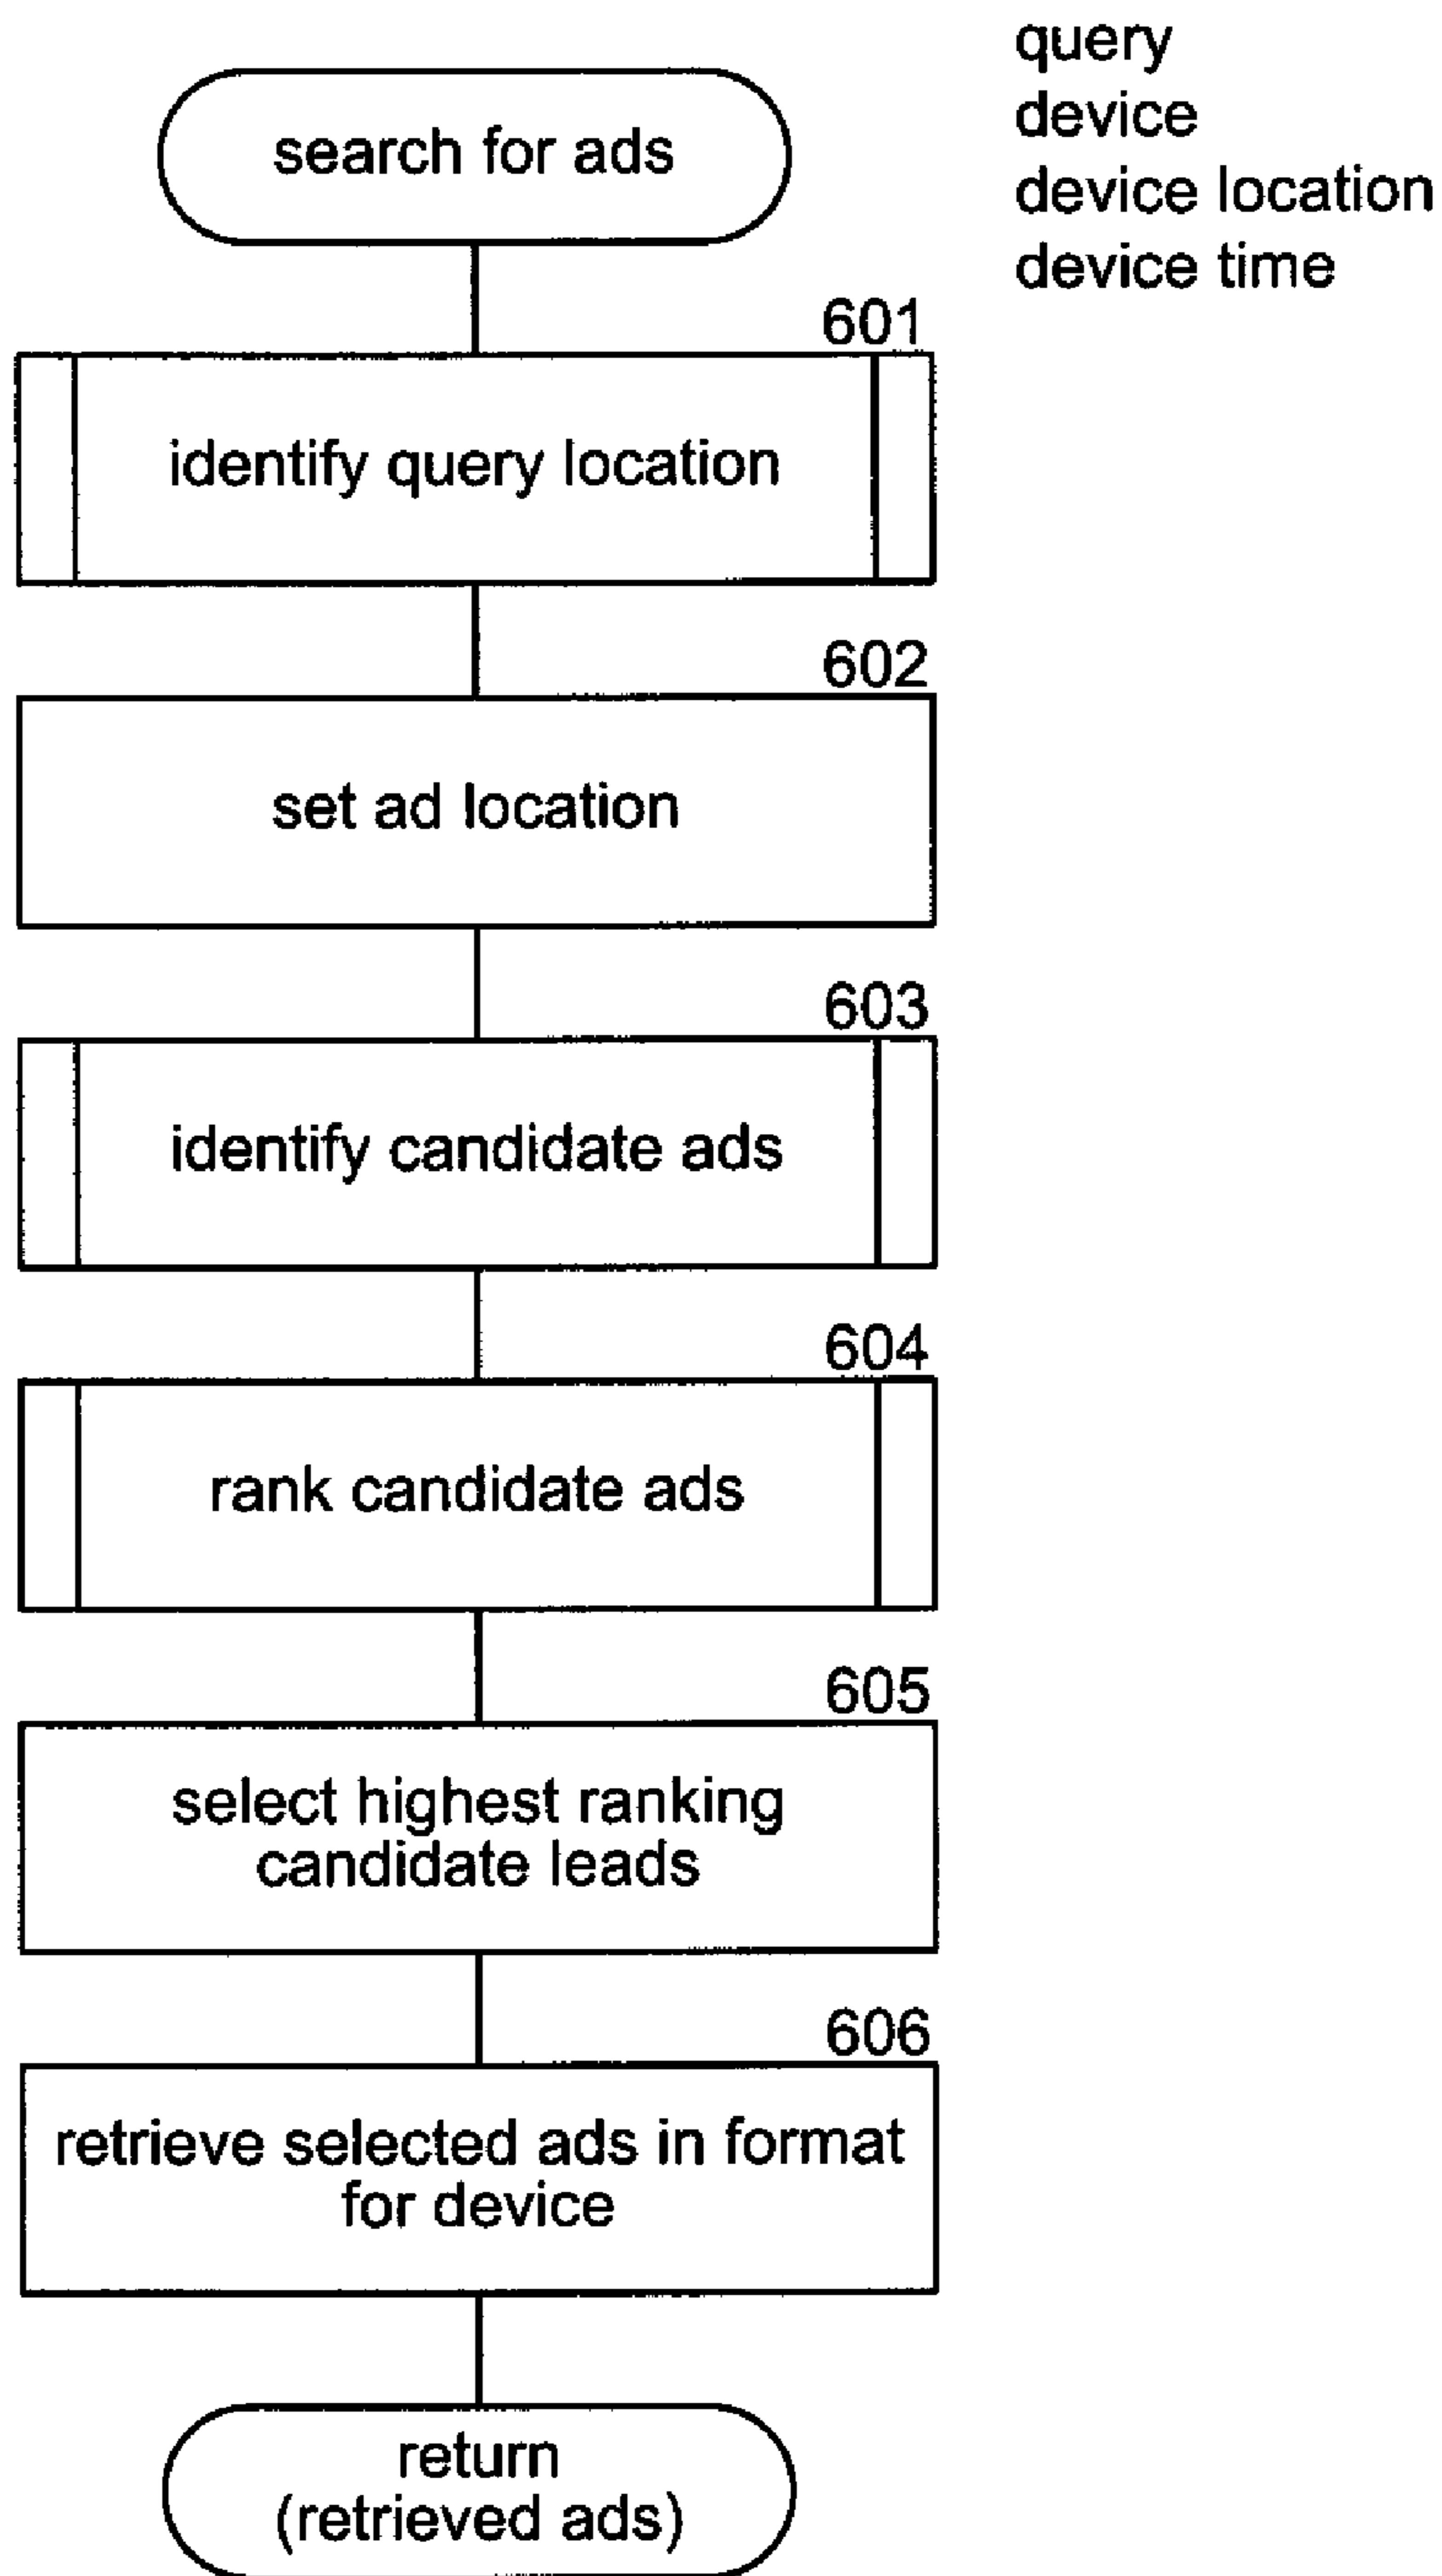 query
device
device location
device time
search for ads
601
identify query location
602
set ad location
603
identify candidate ads
604
rank candidate ads
605
select highest ranking
candidate leads
606
retrieve selected ads in format
for device
return
(retrieved ads)